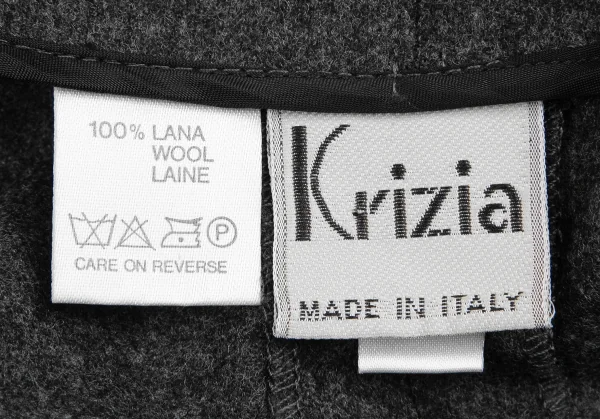 100% LANA
WOOL
LAINE
P
CARE ON REVERSE
Krizia
MADE IN ITALY